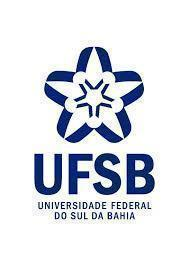 UFSB
UNIVERSIDADE FEDERAL
DO SUL DA BAHIA